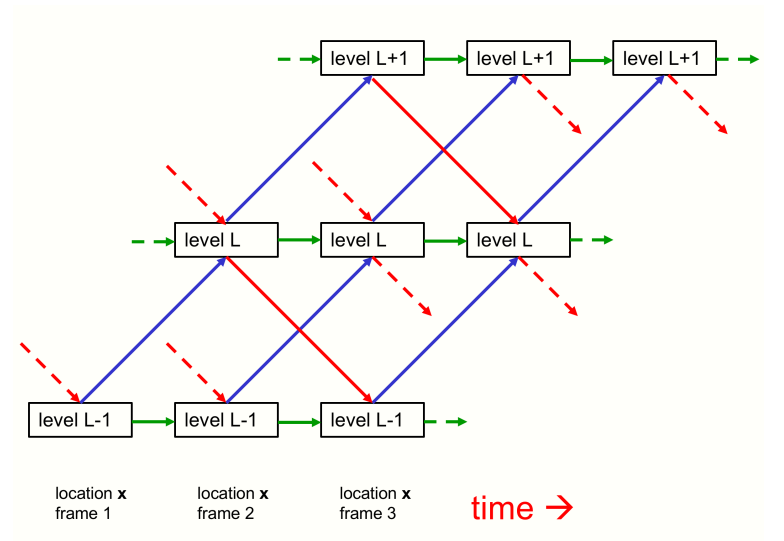 level L+1
level L+1
level L+1
level L
level L
level L
level L-1
level L-1
level L-1
location x
frame 1
location x
frame 2
location x
frame 3
time →